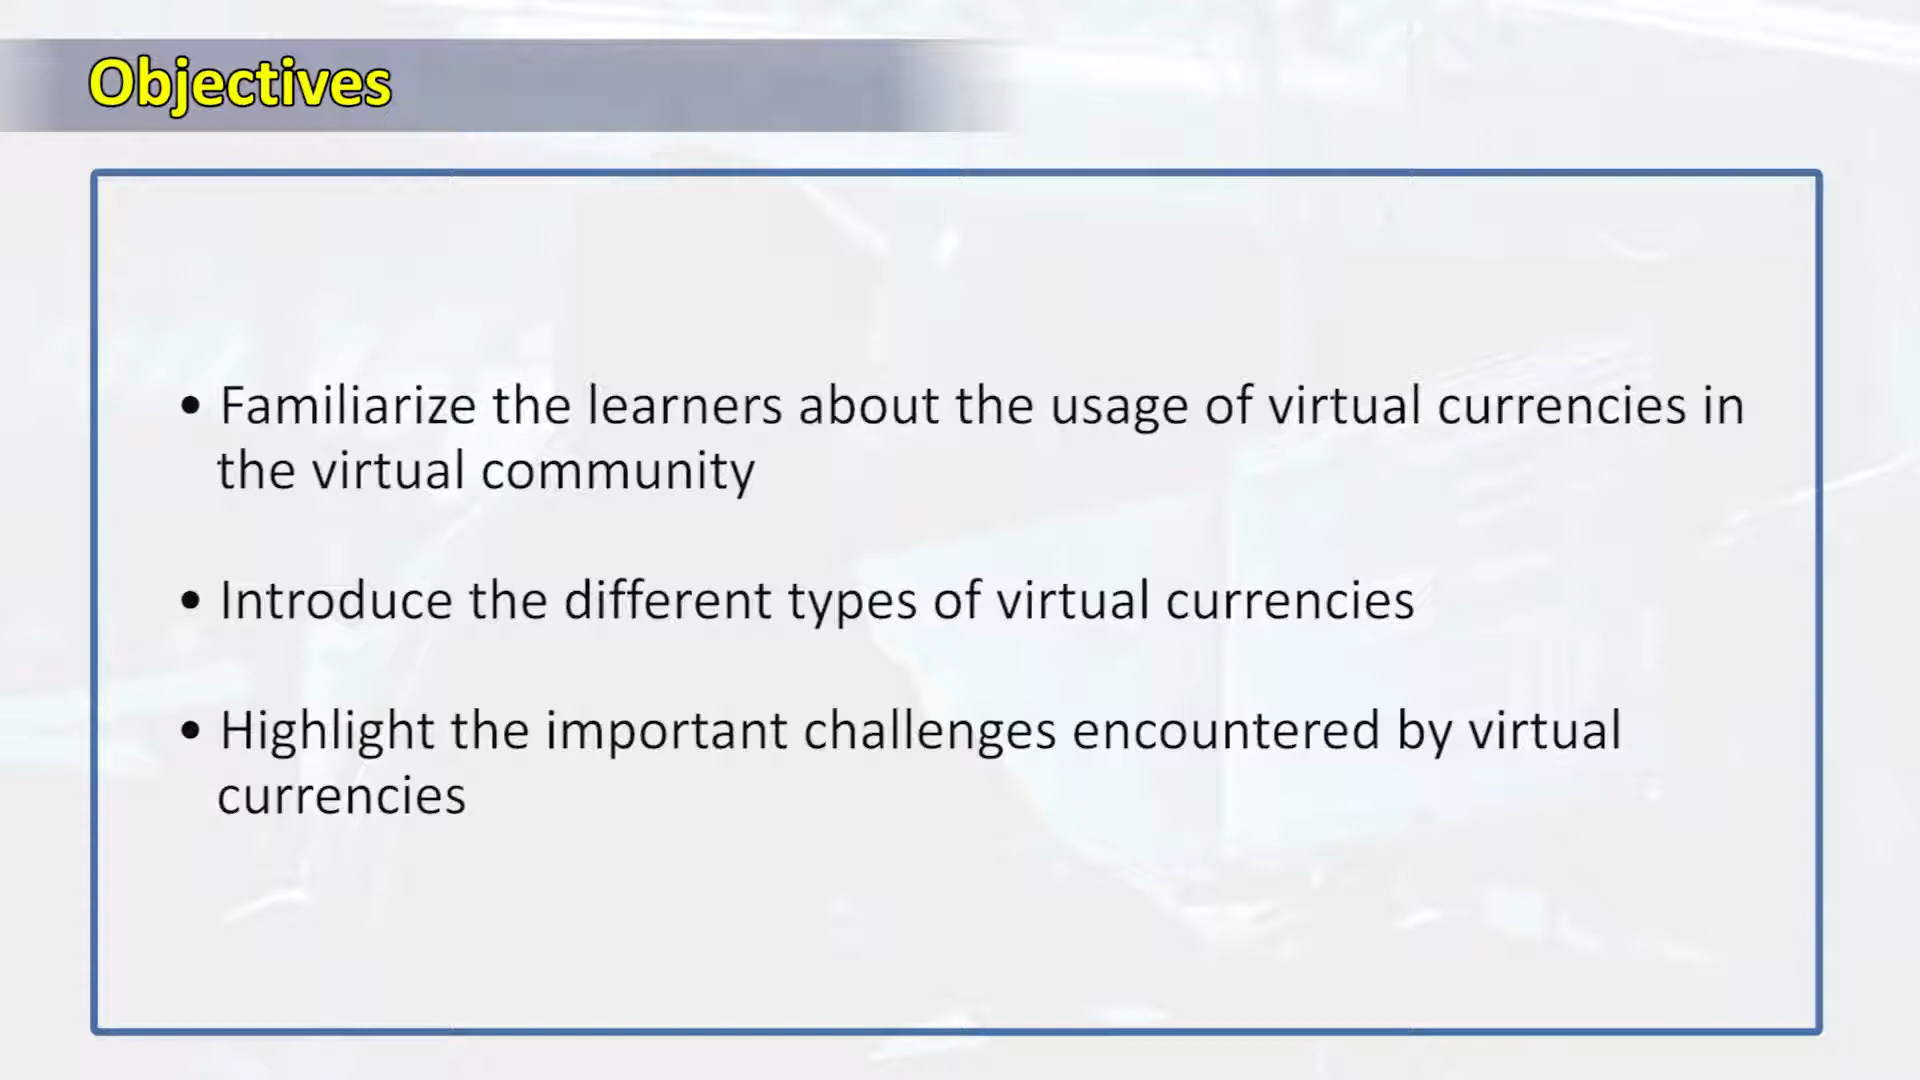 Objectives
• Familiarize the learners about the usage of virtual currencies in
the virtual community
• Introduce the different types of virtual currencies
• Highlight the important challenges encountered by virtual
currencies